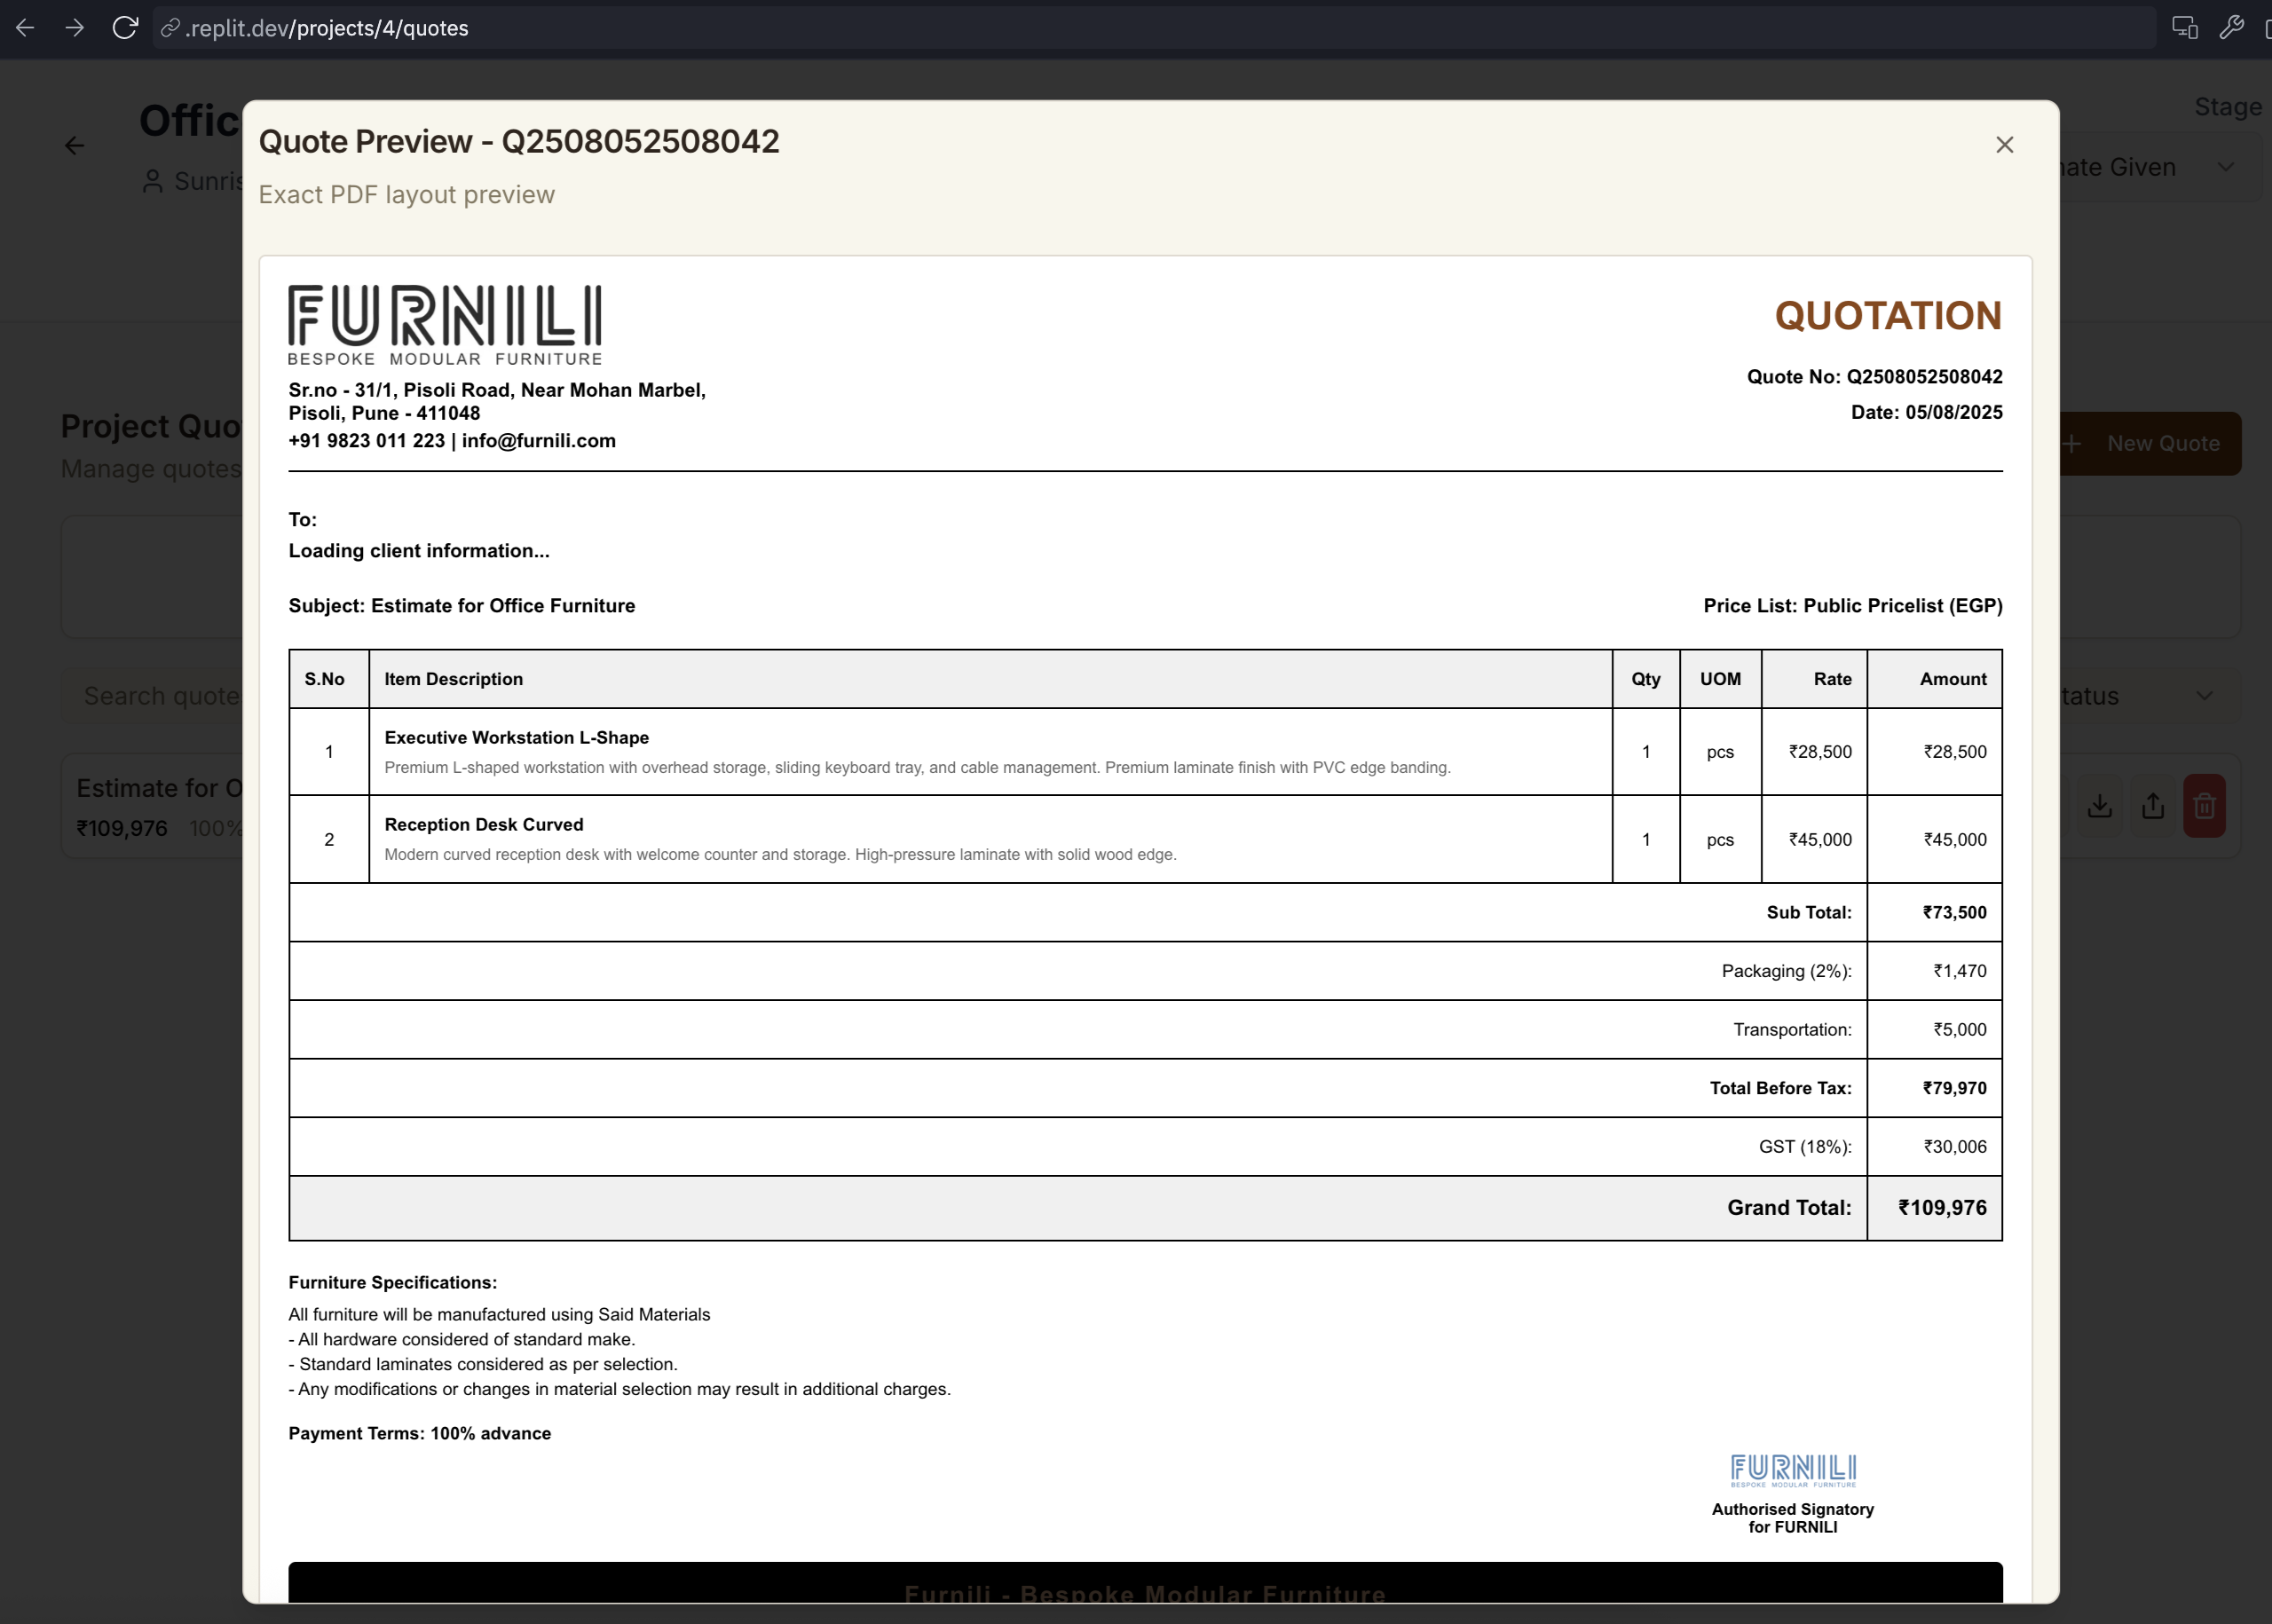 .replit.dev/projects/4/quotes
Offic
Sunris
Stage
nate Given
Quote Preview - Q2508052508042
Exact PDF layout preview
FURNILI
BESPOKE MODULAR FURNITURE
Sr.no - 31/1, Pisoli Road, Near Mohan Marbel,
Pisoli, Pune - 411048
+91 9823 011 223 | info@furnili.com
QUOTATION
Quote No: Q2508052508042
Date: 05/08/2025
Project Quo
Manage quotes
New Quote
To:
Loading client information...
Subject: Estimate for Office Furniture
Price List: Public Pricelist (EGP)
Search quote
tatus
Estimate for O
₹109,976 100%
S.No Item Description Qty UOM Rate Amount
1 Executive Workstation L-Shape 1 pcs ₹28,500 ₹28,500
Premium L-shaped workstation with overhead storage, sliding keyboard tray, and cable management. Premium laminate finish with PVC edge banding.
2 Reception Desk Curved 1 pcs ₹45,000 ₹45,000
Modern curved reception desk with welcome counter and storage. High-pressure laminate with solid wood edge.
Sub Total: ₹73,500
Packaging (2%): ₹1,470
Transportation: ₹5,000
Total Before Tax: ₹79,970
GST (18%): ₹30,006
Grand Total: ₹109,976
Furniture Specifications:
All furniture will be manufactured using Said Materials
- All hardware considered of standard make.
- Standard laminates considered as per selection.
- Any modifications or changes in material selection may result in additional charges.
Payment Terms: 100% advance
FURNILI
BESPOKE MODULAR FURNITURE
Authorised Signatory
for FURNILI
Furnili - Bespoke Modular Furniture